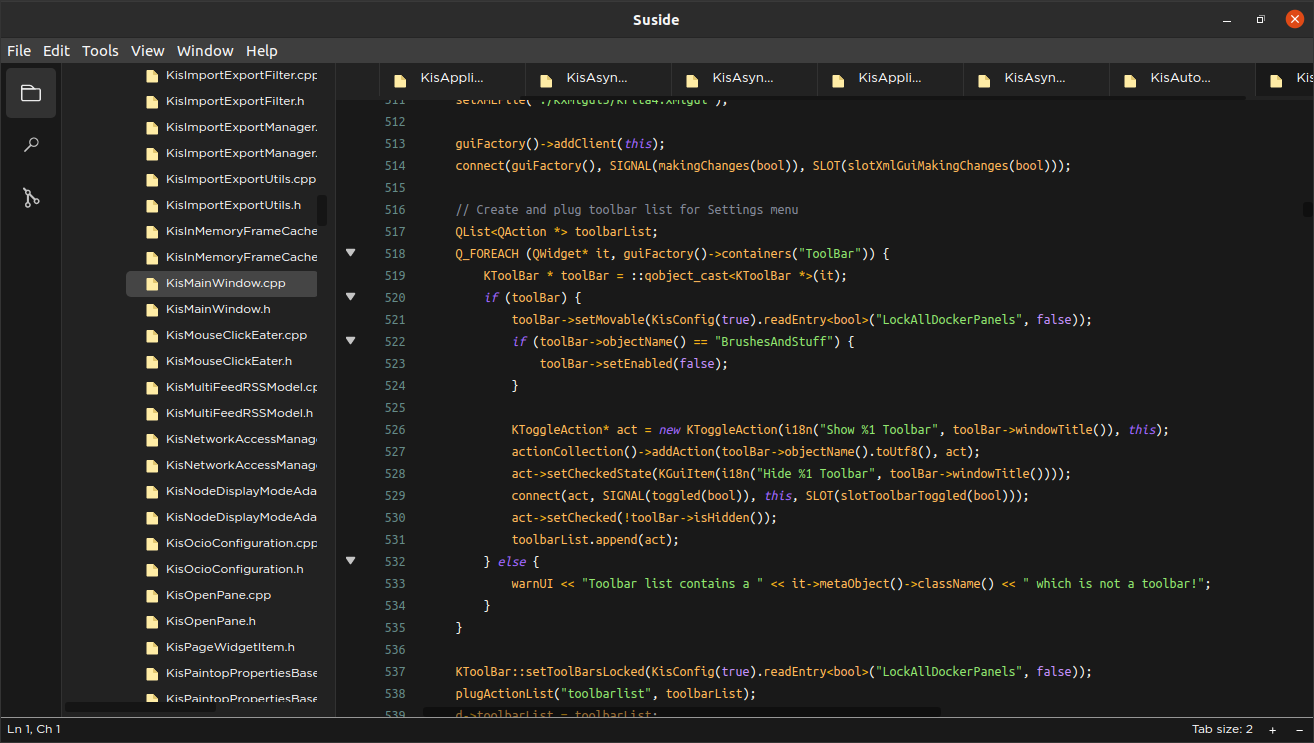 Suside
File Edit Tools View Window Help
KisAppli... KisAsyn... KisAsyn... KisAppli... KisAsyn... KisAuto... Kis
KisImportExportFilter.cpp
KisImportExportFilter.h
KisImportExportManager.
KisImportExportManager.
KisImportExportUtils.cpp
KisImportExportUtils.h
KisInMemoryFrameCache
KisInMemoryFrameCache
KisMainWindow.cpp
KisMainWindow.h
KisMouseClickEater.cpp
KisMouseClickEater.h
KisMultiFeedRSSModel.cp
KisMultiFeedRSSModel.h
KisNetworkAccessManag
KisNetworkAccessManag
KisNodeDisplayModeAda
KisNodeDisplayModeAda
KisOcioConfiguration.cpp
KisOcioConfiguration.h
KisOpenPane.cpp
KisOpenPane.h
KisPageWidgetItem.h
KisPaintopPropertiesBase
KisPaintopPropertiesBase
511
512
513 guiFactory()->addClient(this);
514 connect(guiFactory(), SIGNAL(makingChanges(bool)), SLOT(slotXmlGuiMakingChanges(bool)));
515
516 // Create and plug toolbar list for Settings menu
517 QList<QAction *> toolbarList;
518 Q_FOREACH (QWidget* it, guiFactory()->containers("ToolBar")) {
519 KToolBar * toolBar = ::qobject_cast<KToolBar *>(it);
520 if (toolBar) {
521 toolBar->setMovable(KisConfig(true).readEntry<bool>("LockAllDockerPanels", false));
522 if (toolBar->objectName() == "BrushesAndStuff") {
523 toolBar->setEnabled(false);
524 }
525
526 KToggleAction* act = new KToggleAction(i18n("Show %1 Toolbar", toolBar->windowTitle()), this);
527 actionCollection()->addAction(toolBar->objectName().toUtf8(), act);
528 act->setCheckedState(KGuiItem(i18n("Hide %1 Toolbar", toolBar->windowTitle())));
529 connect(act, SIGNAL(toggled(bool)), this, SLOT(slotToolbarToggled(bool)));
530 act->setChecked(!toolBar->isHidden());
531 toolbarList.append(act);
532 } else {
533 warnUI << "Toolbar list contains a " << it->metaObject()->className() << " which is not a toolbar!";
534 }
535 }
536
537 KToolBar::setToolBarsLocked(KisConfig(true).readEntry<bool>("LockAllDockerPanels", false));
538 plugActionList("toolbarlist", toolbarList);
539 d->toolbarList = toolbarList;
Ln 1, Ch 1
Tab size: 2 + −